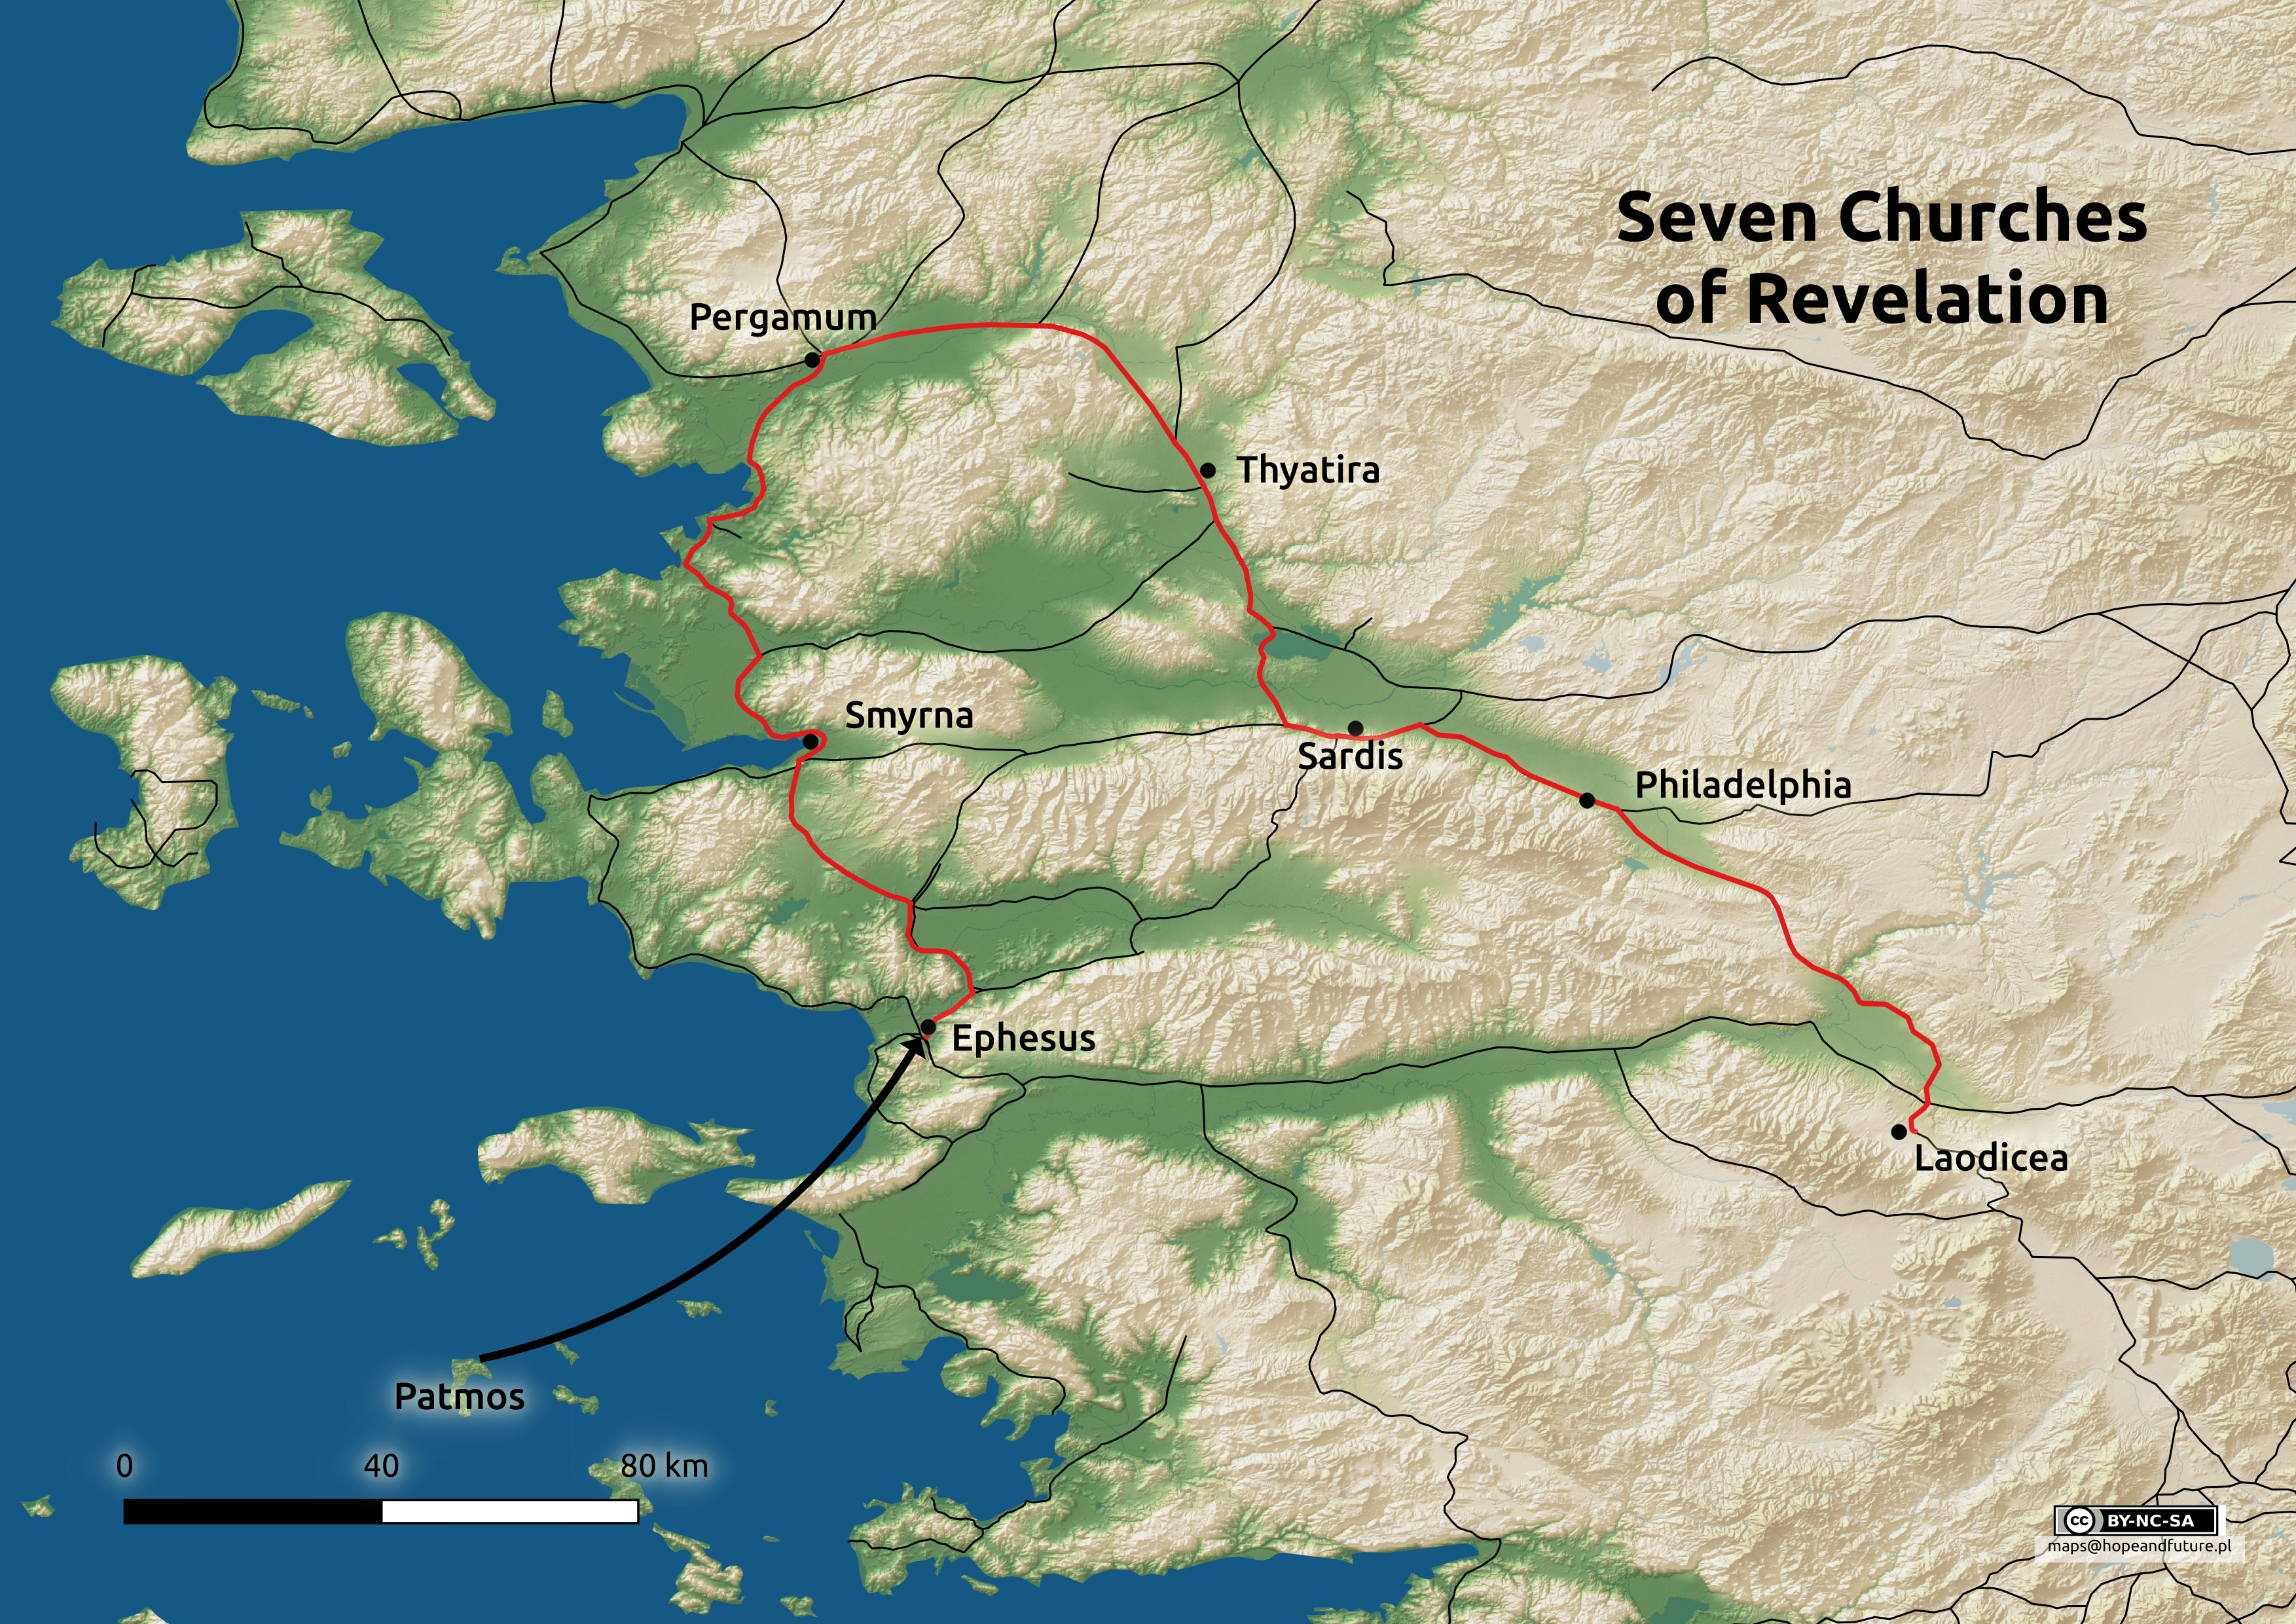 Seven Churches
of Revelation
Pergamum
Thyatira
Smyrna
Sardis
Philadelphia
Ephesus
Laodicea
Patmos
0 40 80 km
cc BY-NC-SA
maps@hopeandfuture.pl